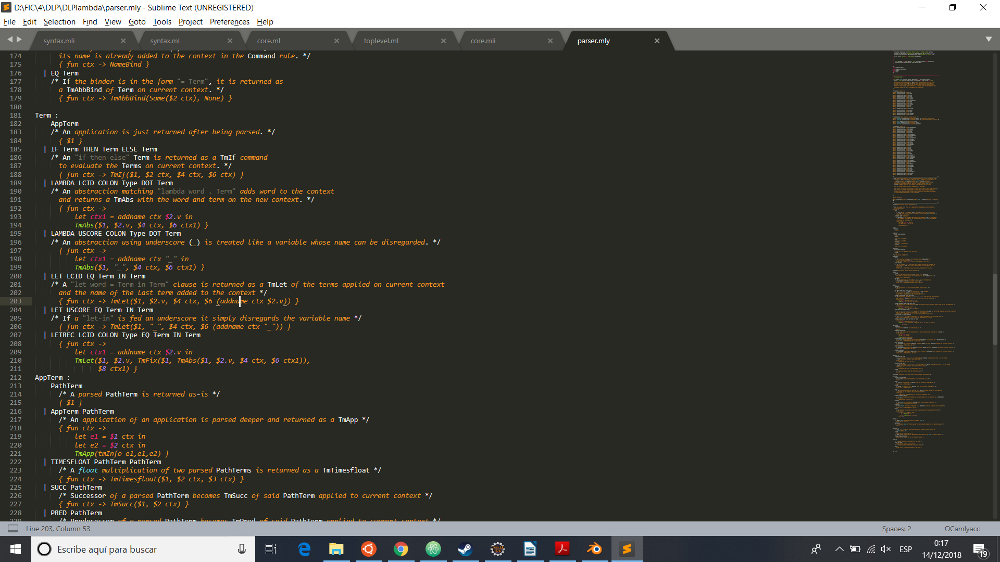 D:\FIC\4\DLP\DLPlambda\parser.mly - Sublime Text (UNREGISTERED)
File Edit Selection Find View Goto Tools Project Preferences Help
syntax.mli syntax.ml core.ml toplevel.ml core.mli parser.mly
174 its name is already added to the context in the Command rule. */
175 { fun ctx -> NameBind }
176 | EQ Term
177 /* If the binder is in the form "= Term", it is returned as
178 a TmAbbBind of Term on current context. */
179 { fun ctx -> TmAbbBind(Some($2 ctx), None) }
180
181 Term :
182 AppTerm
183 /* An application is just returned after being parsed. */
184 { $1 }
185 | IF Term THEN Term ELSE Term
186 /* An "if-then-else" Term is returned as a TmIf command
187 to evaluate the Terms on current context. */
188 { fun ctx -> TmIf($1, $2 ctx, $4 ctx, $6 ctx) }
189 | LAMBDA LCID COLON Type DOT Term
190 /* An abstraction matching "lambda word . Term" adds word to the context
191 and returns a TmAbs with the word and term on the new context. */
192 { fun ctx ->
193 let ctx1 = addname ctx $2.v in
194 TmAbs($1, $2.v, $4 ctx, $6 ctx1) }
195 | LAMBDA USCORE COLON Type DOT Term
196 /* An abstraction using underscore (_) is treated like a variable whose name can be disregarded. */
197 { fun ctx ->
198 let ctx1 = addname ctx "_" in
199 TmAbs($1, "_", $4 ctx, $6 ctx1) }
200 | LET LCID EQ Term IN Term
201 /* A "let word = Term in Term" clause is returned as a TmLet of the terms applied on current context
202 and the name of the last term added to the context */
203 { fun ctx -> TmLet($1, $2.v, $4 ctx, $6 (addname ctx $2.v)) }
204 | LET USCORE EQ Term IN Term
205 /* If a "let-in" is fed an underscore it simply disregards the variable name */
206 { fun ctx -> TmLet($1, "_", $4 ctx, $6 (addname ctx "_")) }
207 | LETREC LCID COLON Type EQ Term IN Term
208 { fun ctx ->
209 let ctx1 = addname ctx $2.v in
210 TmLet($1, $2.v, TmFix($1, TmAbs($1, $2.v, $4 ctx, $6 ctx1)),
211 $8 ctx1) }
212 AppTerm :
213 PathTerm
214 /* A parsed PathTerm is returned as-is */
215 { $1 }
216 | AppTerm PathTerm
217 /* An application of an application is parsed deeper and returned as a TmApp */
218 { fun ctx ->
219 let e1 = $1 ctx in
220 let e2 = $2 ctx in
221 TmApp(tmInfo e1,e1,e2) }
222 | TIMESFLOAT PathTerm PathTerm
223 /* A float multiplication of two parsed PathTerms is returned as a TmTimesfloat */
224 { fun ctx -> TmTimesfloat($1, $2 ctx, $3 ctx) }
225 | SUCC PathTerm
226 /* Successor of a parsed PathTerm becomes TmSucc of said PathTerm applied to current context */
227 { fun ctx -> TmSucc($1, $2 ctx) }
228 | PRED PathTerm
229 /* Predecessor of a parsed PathTerm becomes TmPred of said PathTerm applied to current context */
Line 203, Column 53 Spaces: 2 OCamlyacc
Escribe aquí para buscar ESP 0:17
14/12/2018 19